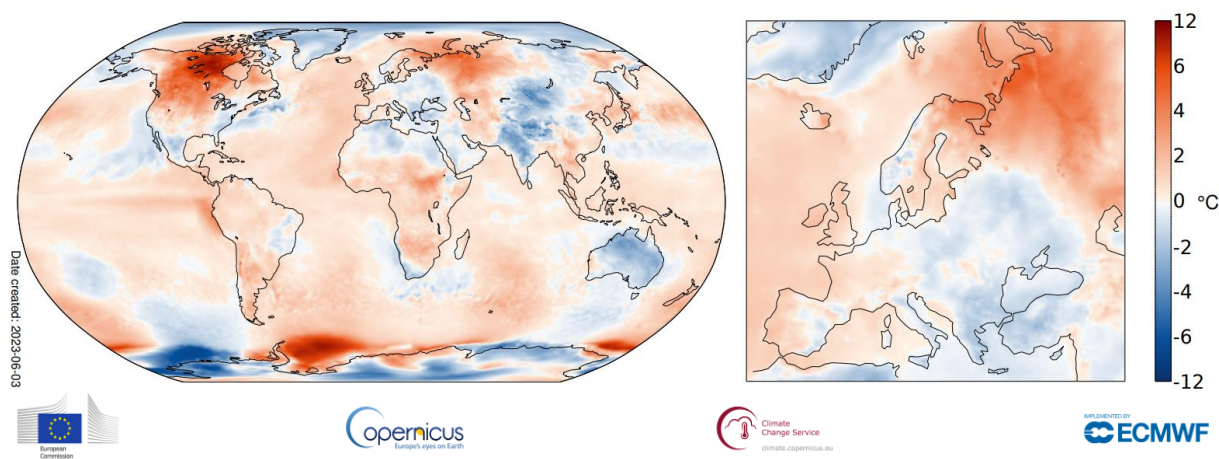 12
6
4
2
0 °C
-2
-4
-6
-12
Date created: 2023-06-03
European
Commission
opernicus
Europe's eyes on Earth
Climate
Change Service
climate.copernicus.eu
IMPLEMENTED BY
ECMWF